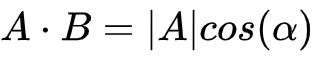 A · B = |A|cos(α)